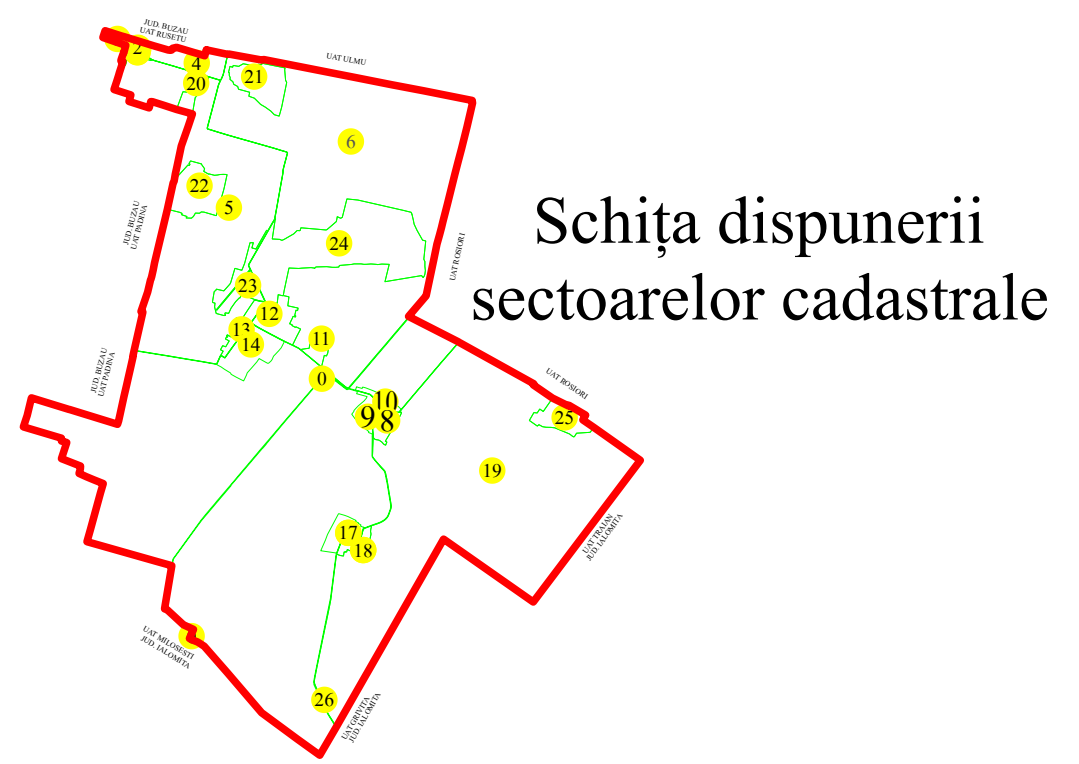 JUD. BUZAU
UAT RUSETU
UAT ULMU
2
4
20
21
6
22
5
JUD. BUZAU
UAT PADINA
24
UAT ROSIORI
Schița dispunerii
sectoarelor cadastrale
23
12
13
14
11
JUD. BUZAU
UAT PADINA
0
UAT ROSIORI
10
9
8
25
19
17
18
UAT TRAIAN
JUD. IALOMITA
UAT MILOSESTI
JUD. IALOMITA
26
UAT GRIVITA
JUD. IALOMITA